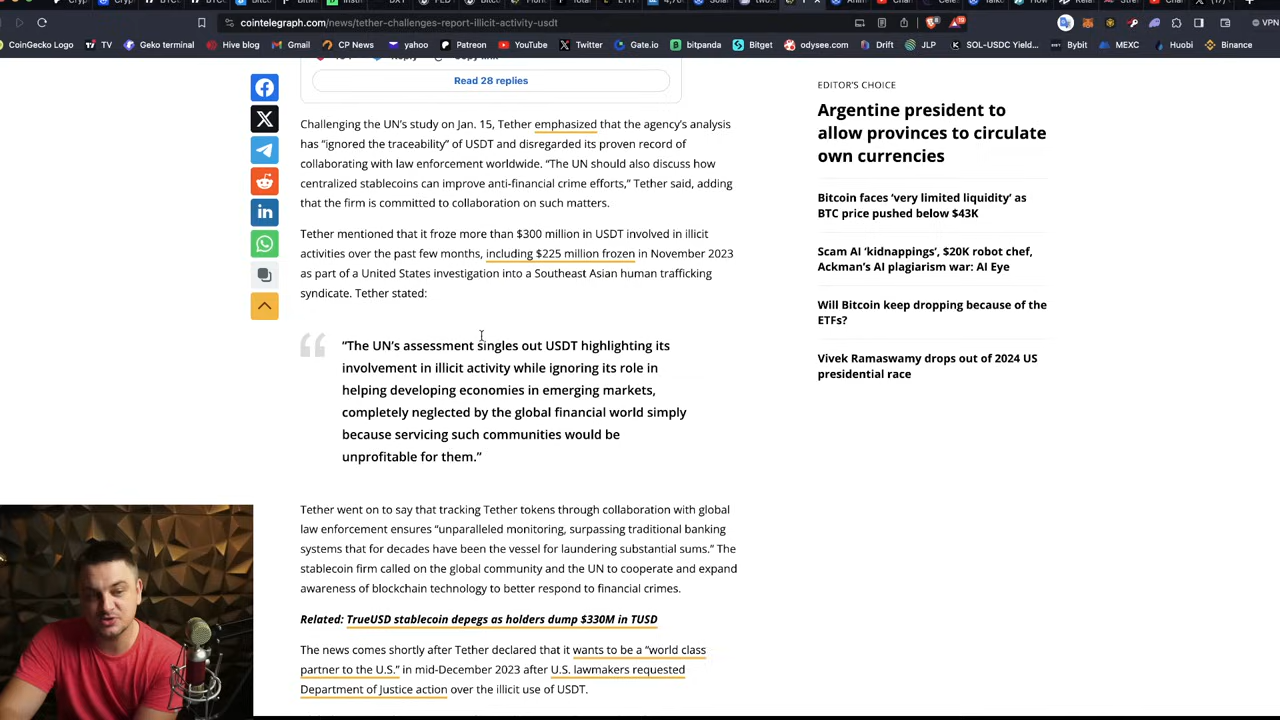 cointelegraph.com/news/tether-challenges-report-illicit-activity-usdt
VPN
CoinGecko Logo
TV
Geko terminal
Hive blog
Gmail
CP News
yahoo
Patreon
YouTube
Twitter
Gate.io
bitpanda
Bitget
odysee.com
Drift
JLP
SOL-USDC Yield...
Bybit
MEXC
Huobi
Binance
Read 28 replies
Challenging the UN's study on Jan. 15, Tether emphasized that the agency's analysis
has "ignored the traceability" of USDT and disregarded its proven record of
collaborating with law enforcement worldwide. "The UN should also discuss how
centralized stablecoins can improve anti-financial crime efforts," Tether said, adding
that the firm is committed to collaboration on such matters.
Tether mentioned that it froze more than $300 million in USDT involved in illicit
activities over the past few months, including $225 million frozen in November 2023
as part of a United States investigation into a Southeast Asian human trafficking
syndicate. Tether stated:
"The UN's assessment singles out USDT highlighting its
involvement in illicit activity while ignoring its role in
helping developing economies in emerging markets,
completely neglected by the global financial world simply
because servicing such communities would be
unprofitable for them."
Tether went on to say that tracking Tether tokens through collaboration with global
law enforcement ensures "unparalleled monitoring, surpassing traditional banking
systems that for decades have been the vessel for laundering substantial sums." The
stablecoin firm called on the global community and the UN to cooperate and expand
awareness of blockchain technology to better respond to financial crimes.
Related: TrueUSD stablecoin depegs as holders dump $330M in TUSD
The news comes shortly after Tether declared that it wants to be a "world class
partner to the U.S." in mid-December 2023 after U.S. lawmakers requested
Department of Justice action over the illicit use of USDT.
EDITOR'S CHOICE
Argentine president to
allow provinces to circulate
own currencies
Bitcoin faces 'very limited liquidity' as
BTC price pushed below $43K
Scam AI 'kidnappings', $20K robot chef,
Ackman's AI plagiarism war: AI Eye
Will Bitcoin keep dropping because of the
ETFs?
Vivek Ramaswamy drops out of 2024 US
presidential race